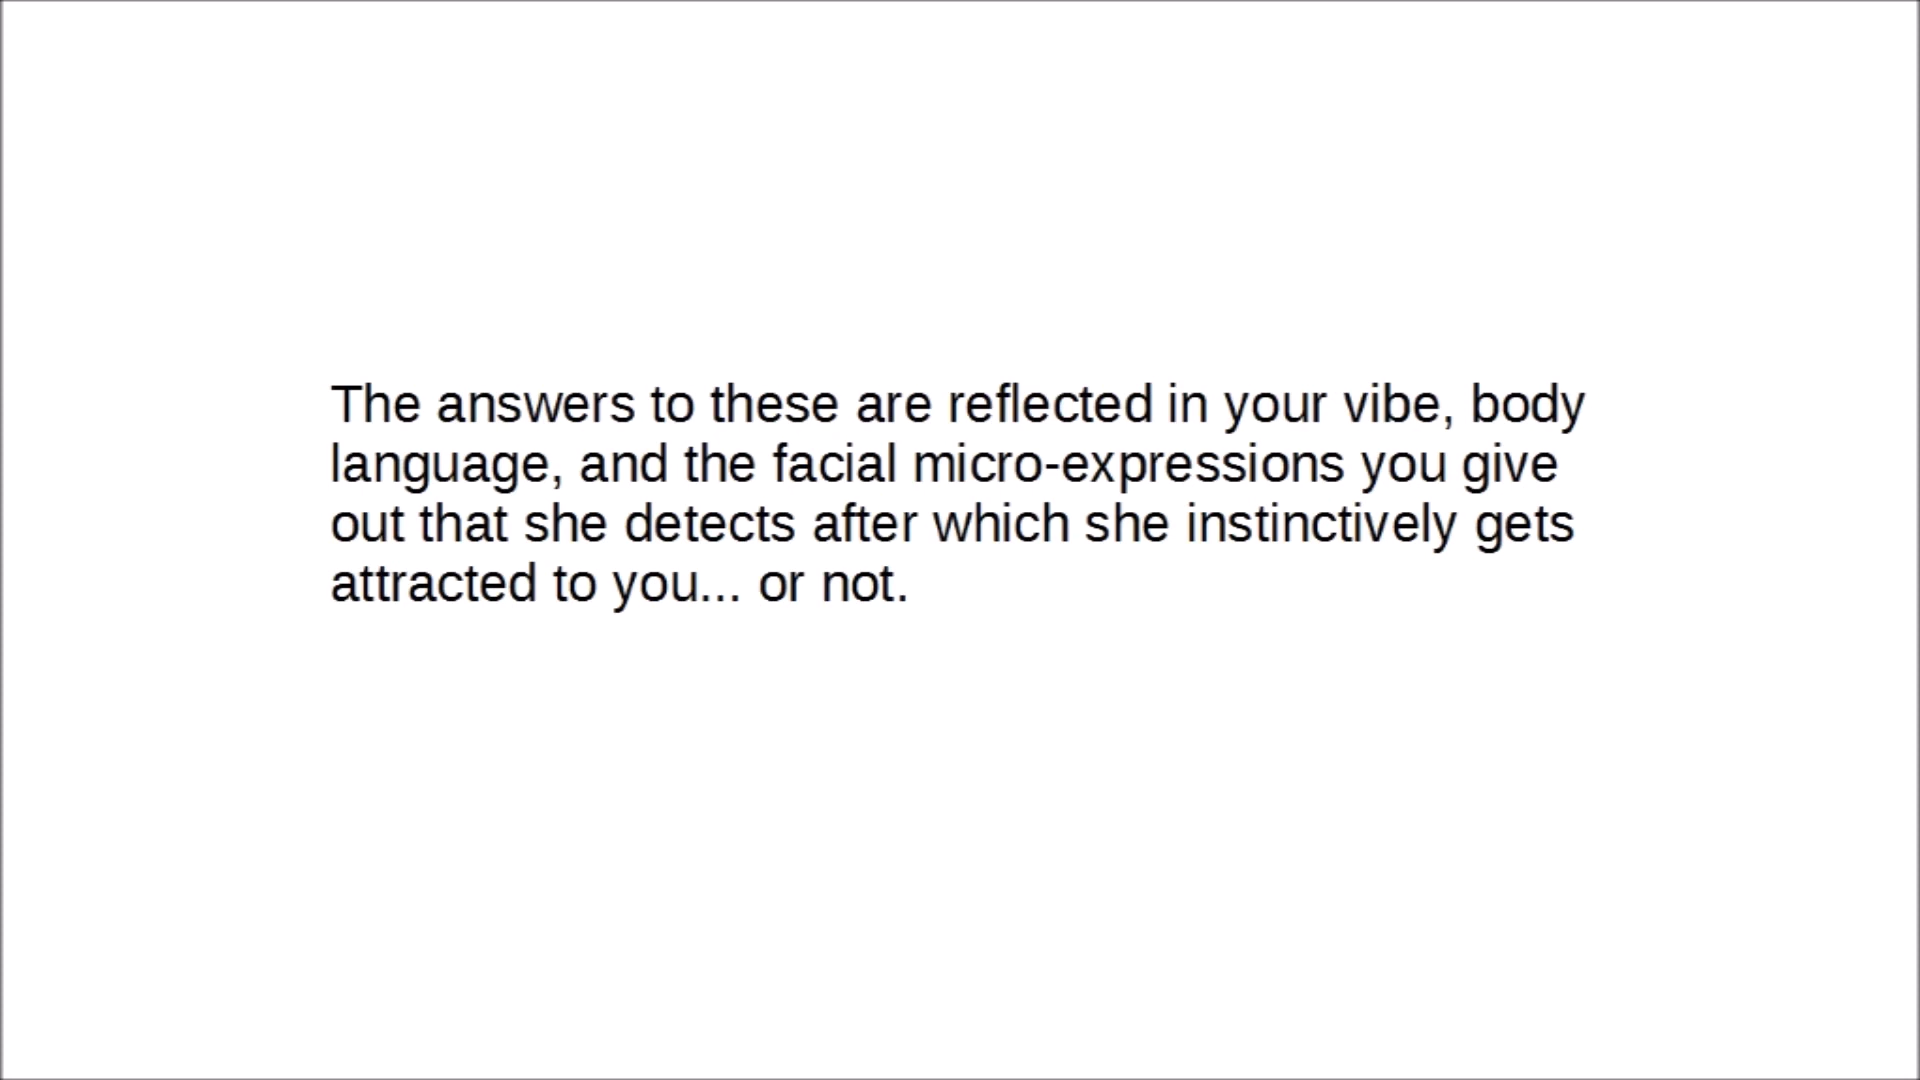 The answers to these are reflected in your vibe, body
language, and the facial micro-expressions you give
out that she detects after which she instinctively gets
attracted to you... or not.